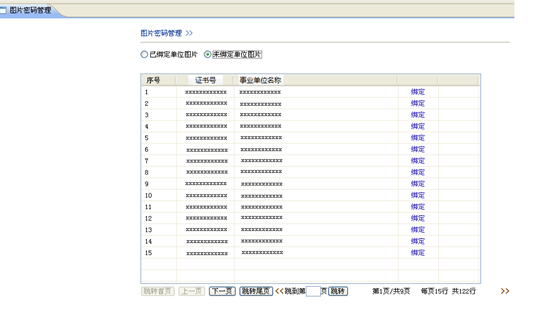 图片密码管理
图片密码管理 >>
已绑定单位图片 未绑定单位图片
序号 证书号 事业单位名称
1 xxxxxxxxxxxx xxxxxxxxxxxx 绑定
2 xxxxxxxxxxxx xxxxxxxxxxxx 绑定
3 xxxxxxxxxxxx xxxxxxxxxxxx 绑定
4 xxxxxxxxxxxx xxxxxxxxxxxx 绑定
5 xxxxxxxxxxxx xxxxxxxxxxxx 绑定
6 xxxxxxxxxxxx xxxxxxxxxxxx 绑定
7 xxxxxxxxxxxx xxxxxxxxxxxx 绑定
8 xxxxxxxxxxxx xxxxxxxxxxxx 绑定
9 xxxxxxxxxxxx xxxxxxxxxxxx 绑定
10 xxxxxxxxxxxx xxxxxxxxxxxx 绑定
11 xxxxxxxxxxxx xxxxxxxxxxxx 绑定
12 xxxxxxxxxxxx xxxxxxxxxxxx 绑定
13 xxxxxxxxxxxx xxxxxxxxxxxx 绑定
14 xxxxxxxxxxxx xxxxxxxxxxxx 绑定
15 xxxxxxxxxxxx xxxxxxxxxxxx 绑定
跳转首页 上一页 下一页 跳转尾页 << 跳到第 页 跳转 第1页/共9页 每页15行 共122行 >>